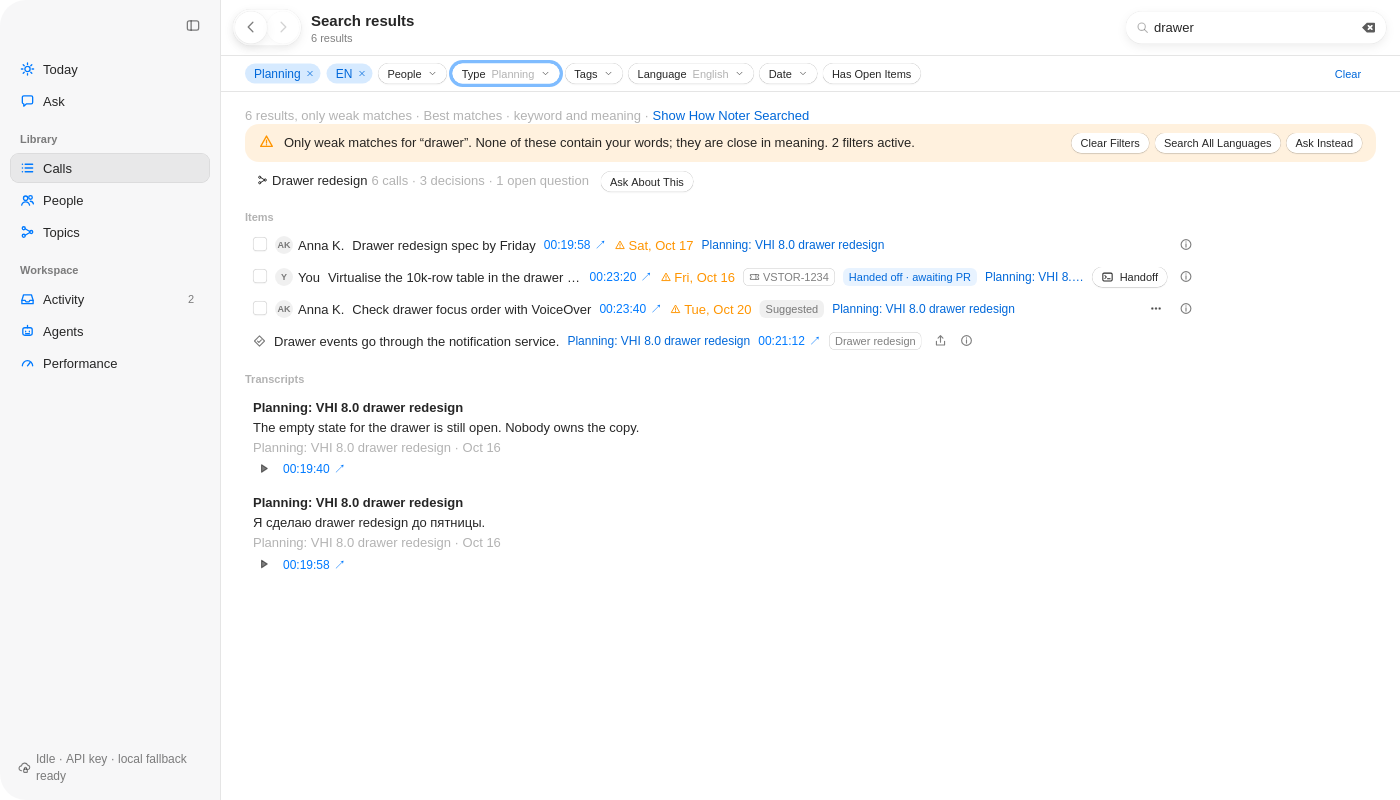 Search results
6 results
drawer
Today
Ask
Library
Calls
People
Topics
Workspace
Activity 2
Agents
Performance
Idle · API key · local fallback
ready
Planning × EN × People Type Planning Tags Language English Date Has Open Items Clear
6 results, only weak matches · Best matches · keyword and meaning · Show How Noter Searched
Only weak matches for “drawer”. None of these contain your words; they are close in meaning. 2 filters active. Clear Filters Search All Languages Ask Instead
Drawer redesign 6 calls · 3 decisions · 1 open question Ask About This
Items
AK Anna K. Drawer redesign spec by Friday 00:19:58 Sat, Oct 17 Planning: VHI 8.0 drawer redesign
Y You Virtualise the 10k-row table in the drawer … 00:23:20 Fri, Oct 16 VSTOR-1234 Handed off · awaiting PR Planning: VHI 8.… Handoff
AK Anna K. Check drawer focus order with VoiceOver 00:23:40 Tue, Oct 20 Suggested Planning: VHI 8.0 drawer redesign
Drawer events go through the notification service. Planning: VHI 8.0 drawer redesign 00:21:12 Drawer redesign
Transcripts
Planning: VHI 8.0 drawer redesign
The empty state for the drawer is still open. Nobody owns the copy.
Planning: VHI 8.0 drawer redesign · Oct 16
00:19:40
Planning: VHI 8.0 drawer redesign
Я сделаю drawer redesign до пятницы.
Planning: VHI 8.0 drawer redesign · Oct 16
00:19:58